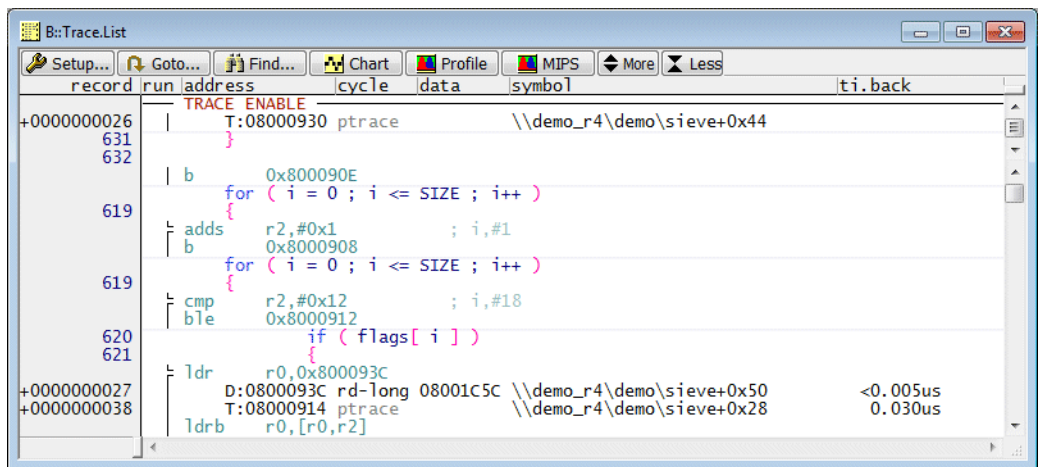 B::Trace.List
Setup... Goto... Find... Chart Profile MIPS More Less
record run address cycle data symbol ti.back
TRACE ENABLE
+0000000026 T:08000930 ptrace \\demo_r4\demo\sieve+0x44
631 }
632
b 0x800090E
for ( i = 0 ; i <= SIZE ; i++ )
619 {
adds r2,#0x1 ; i,#1
b 0x8000908
for ( i = 0 ; i <= SIZE ; i++ )
619 {
cmp r2,#0x12 ; i,#18
ble 0x8000912
620 if ( flags[ i ] )
621 {
ldr r0,0x800093C
+0000000027 D:0800093C rd-long 08001C5C \\demo_r4\demo\sieve+0x50 <0.005us
+0000000038 T:08000914 ptrace \\demo_r4\demo\sieve+0x28 0.030us
ldrb r0,[r0,r2]